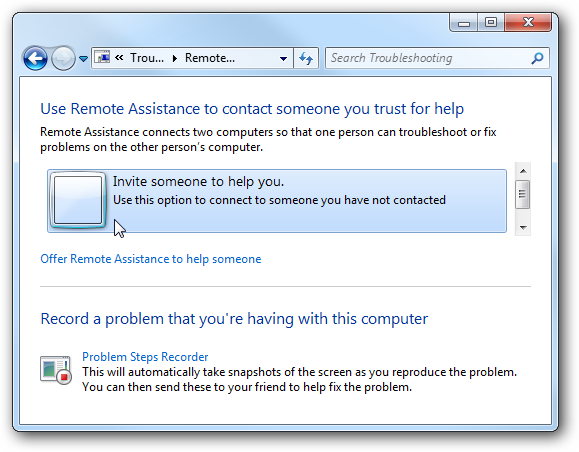 « Trou... Remote... Search Troubleshooting
Use Remote Assistance to contact someone you trust for help
Remote Assistance connects two computers so that one person can troubleshoot or fix
problems on the other person's computer.
Invite someone to help you.
Use this option to connect to someone you have not contacted
Offer Remote Assistance to help someone
Record a problem that you're having with this computer
Problem Steps Recorder
This will automatically take snapshots of the screen as you reproduce the problem.
You can then send these to your friend to help fix the problem.